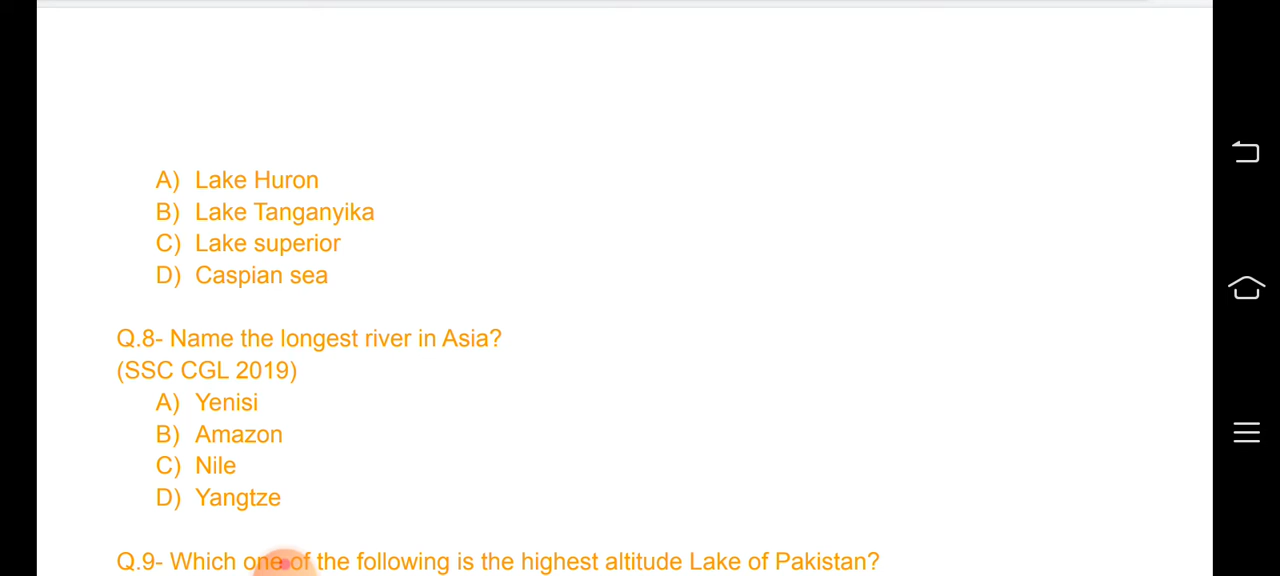 A) Lake Huron
B) Lake Tanganyika
C) Lake superior
D) Caspian sea
Q.8- Name the longest river in Asia?
(SSC CGL 2019)
A) Yenisi
B) Amazon
C) Nile
D) Yangtze
Q.9- Which one of the following is the highest altitude Lake of Pakistan?